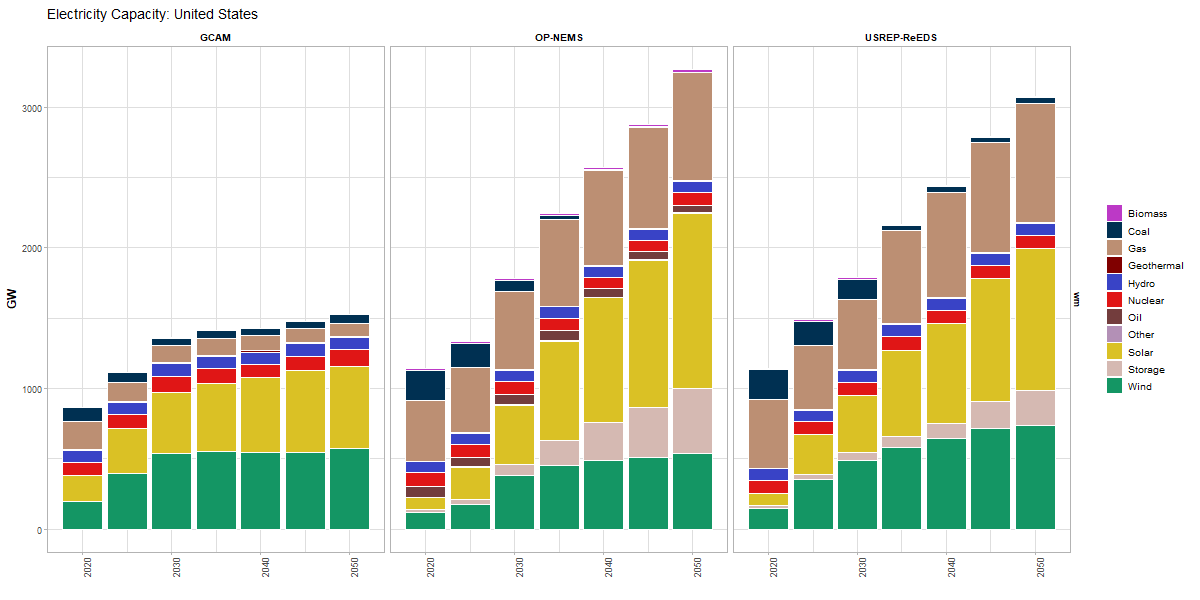 Electricity Capacity: United States
GCAM
OP-NEMS
USREP-ReEDS
GW
3000
2000
1000
0
2020
2030
2040
2050
2020
2030
2040
2050
2020
2030
2040
2050
wm
Biomass
Coal
Gas
Geothermal
Hydro
Nuclear
Oil
Other
Solar
Storage
Wind